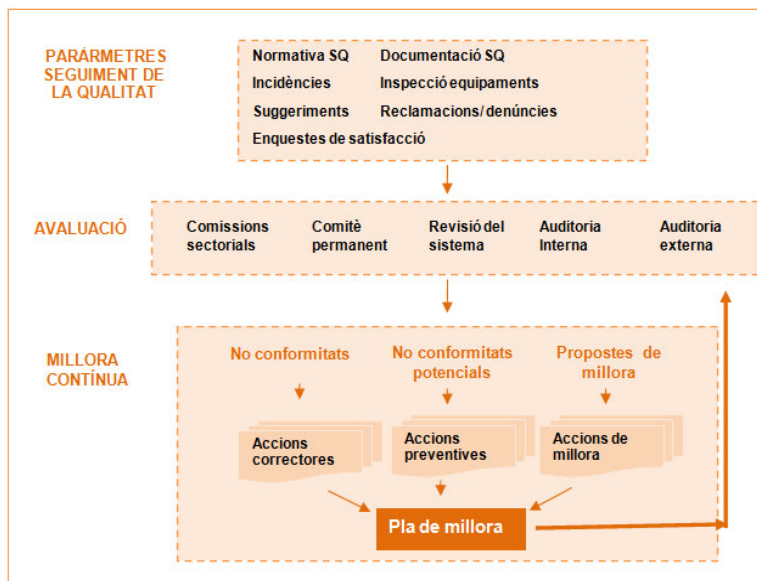 PARÀRMETRES
SEGUIMENT DE
LA QUALITAT
Normativa SQ Documentació SQ
Incidències Inspecció equipaments
Suggeriments Reclamacions/ denúncies
Enquestes de satisfacció
AVALUACIÓ
Comissions
sectorials
Comitè
permanent
Revisió del
sistema
Auditoria
Interna
Auditoria
externa
MILLORA
CONTÍNUA
No conformitats
No conformitats
potencials
Propostes de
millora
Accions
correctores
Accions
preventives
Accions de
millora
Pla de millora